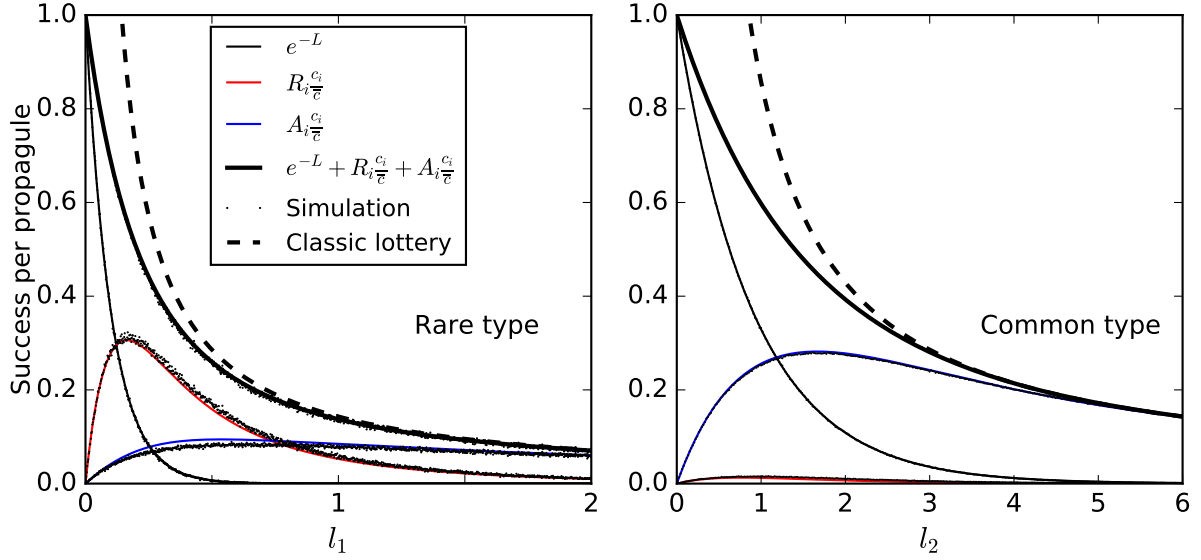 Success per propagule
1.0
0.8
0.6
0.4
0.2
0.0
0
1
2
l₁
e^{-L}
R_i c_i/c̅
A_i c_i/c̅
e^{-L} + R_i c_i/c̅ + A_i c_i/c̅
Simulation
Classic lottery
Rare type
1.0
0.8
0.6
0.4
0.2
0.0
0
1
2
3
4
5
6
l₂
Common type